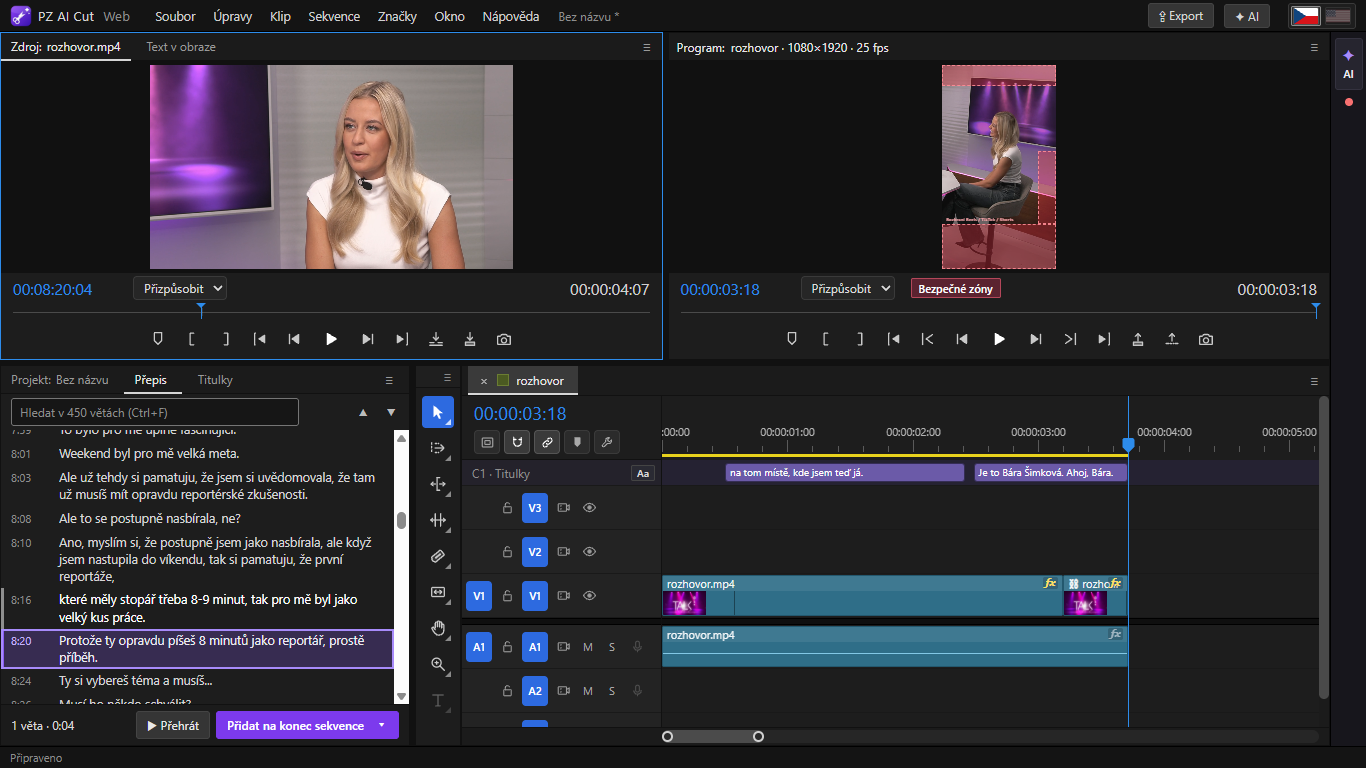 PZ AI Cut Web
Soubor Úpravy Klip Sekvence Značky Okno Nápověda Bez názvu *
Export AI
Zdroj: rozhovor.mp4 Text v obraze
Program: rozhovor · 1080×1920 · 25 fps
AI
00:08:20:04 Přizpůsobit 00:00:04:07
00:00:03:18 Přizpůsobit Bezpečné zóny 00:00:03:18
Projekt: Bez názvu Přepis Titulky
Hledat v 450 větách (Ctrl+F)
7:59 To bylo pro mě úplně fascinující.
8:01 Weekend byl pro mě velká meta.
8:03 Ale už tehdy si pamatuju, že jsem si uvědomovala, že tam
už musíš mít opravdu reportérské zkušenosti.
8:08 Ale to se postupně nasbírala, ne?
8:10 Ano, myslím si, že postupně jsem jako nasbírala, ale když
jsem nastupila do víkendu, tak si pamatuju, že první
reportáže,
8:16 které měly stopář třeba 8-9 minut, tak pro mě byl jako
velký kus práce.
8:20 Protože ty opravdu píšeš 8 minutů jako reportář, prostě
příběh.
8:24 Ty si vybereš téma a musíš...
8:26 Musí ho někdo schválit?
1 věta · 0:04 Přehrát Přidat na konec sekvence
Připraveno
rozhovor
00:00:03:18
:00:00 00:00:01:00 00:00:02:00 00:00:03:00 00:00:04:00 00:00:05:00
C1 · Titulky Aa
na tom místě, kde jsem teď já. Je to Bára Šimková. Ahoj, Bára.
V3
V2
V1 V1
rozhovor.mp4 fx rozho fx
TALK TALK
A1 A1 M S
rozhovor.mp4 fx
A2 M S